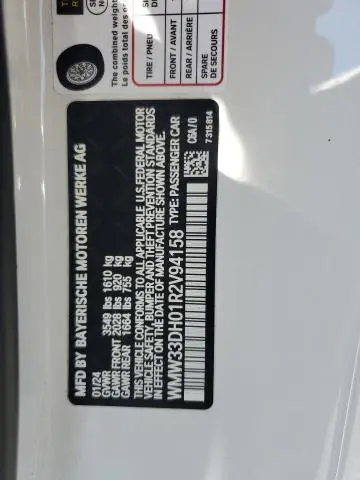 The combined weight
Le poids total des oc
TIRE / PNEU
FRONT / AVANT
REAR / ARRIÈRE
SPARE
DE SECOURS
MFD BY BAYERISCHE MOTOREN WERKE AG
01/24
GVWR 3549 lbs 1610 kg
GAWR FRONT 2028 lbs 920 kg
GAWR REAR 1664 lbs 755 kg
THIS VEHICLE CONFORMS TO ALL APPLICABLE U.S.FEDERAL MOTOR
VEHICLE SAFETY, BUMPER AND THEFT PREVENTION STANDARDS
IN EFFECT ON THE DATE OF MANUFACTURE SHOWN ABOVE.
WMW33DH01R2V94158 TYPE: PASSENGER CAR
C6A/0
7 315 814